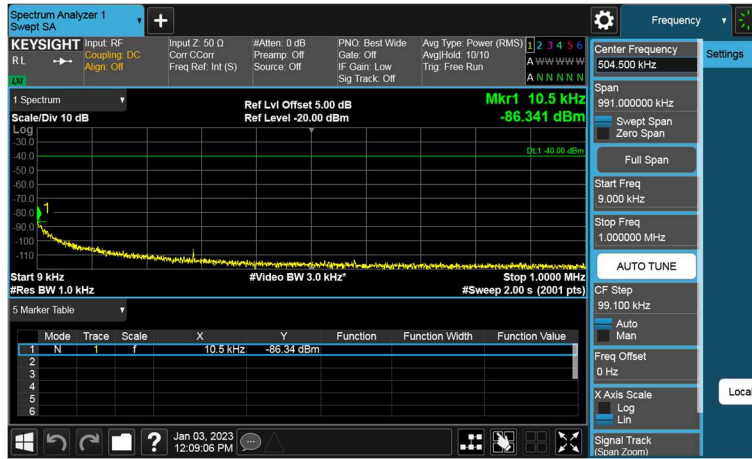 Spectrum Analyzer 1
Swept SA
Frequency
KEYSIGHT
RL
LXI
Input: RF
Coupling: DC
Align: Off
Input Z: 50 Ω
Corr CCorr
Freq Ref: Int (S)
#Atten: 0 dB
Preamp: Off
Source: Off
PNO: Best Wide
Gate: Off
IF Gain: Low
Sig Track: Off
Avg Type: Power (RMS)
Avg|Hold: 10/10
Trig: Free Run
1 2 3 4 5 6
A W W W W W
A N N N N N
1 Spectrum
Scale/Div 10 dB
Ref Lvl Offset 5.00 dB
Ref Level -20.00 dBm
Mkr1 10.5 kHz
-86.341 dBm
Log
-30.0
-40.0
-50.0
-60.0
-70.0
-80.0
-90.0
-100
-110
DL1 -40.00 dBm
1
Start 9 kHz
#Res BW 1.0 kHz
#Video BW 3.0 kHz*
Stop 1.0000 MHz
#Sweep 2.00 s (2001 pts)
5 Marker Table
Mode Trace Scale X Y Function Function Width Function Value
1 N 1 f 10.5 kHz -86.34 dBm
2
3
4
5
6
Jan 03, 2023
12:09:06 PM
Center Frequency
504.500 kHz
Settings
Span
991.000000 kHz
Swept Span
Zero Span
Full Span
Start Freq
9.000 kHz
Stop Freq
1.000000 MHz
AUTO TUNE
CF Step
99.100 kHz
Auto
Man
Freq Offset
0 Hz
X Axis Scale
Log
Lin
Local
Signal Track
(Span Zoom)